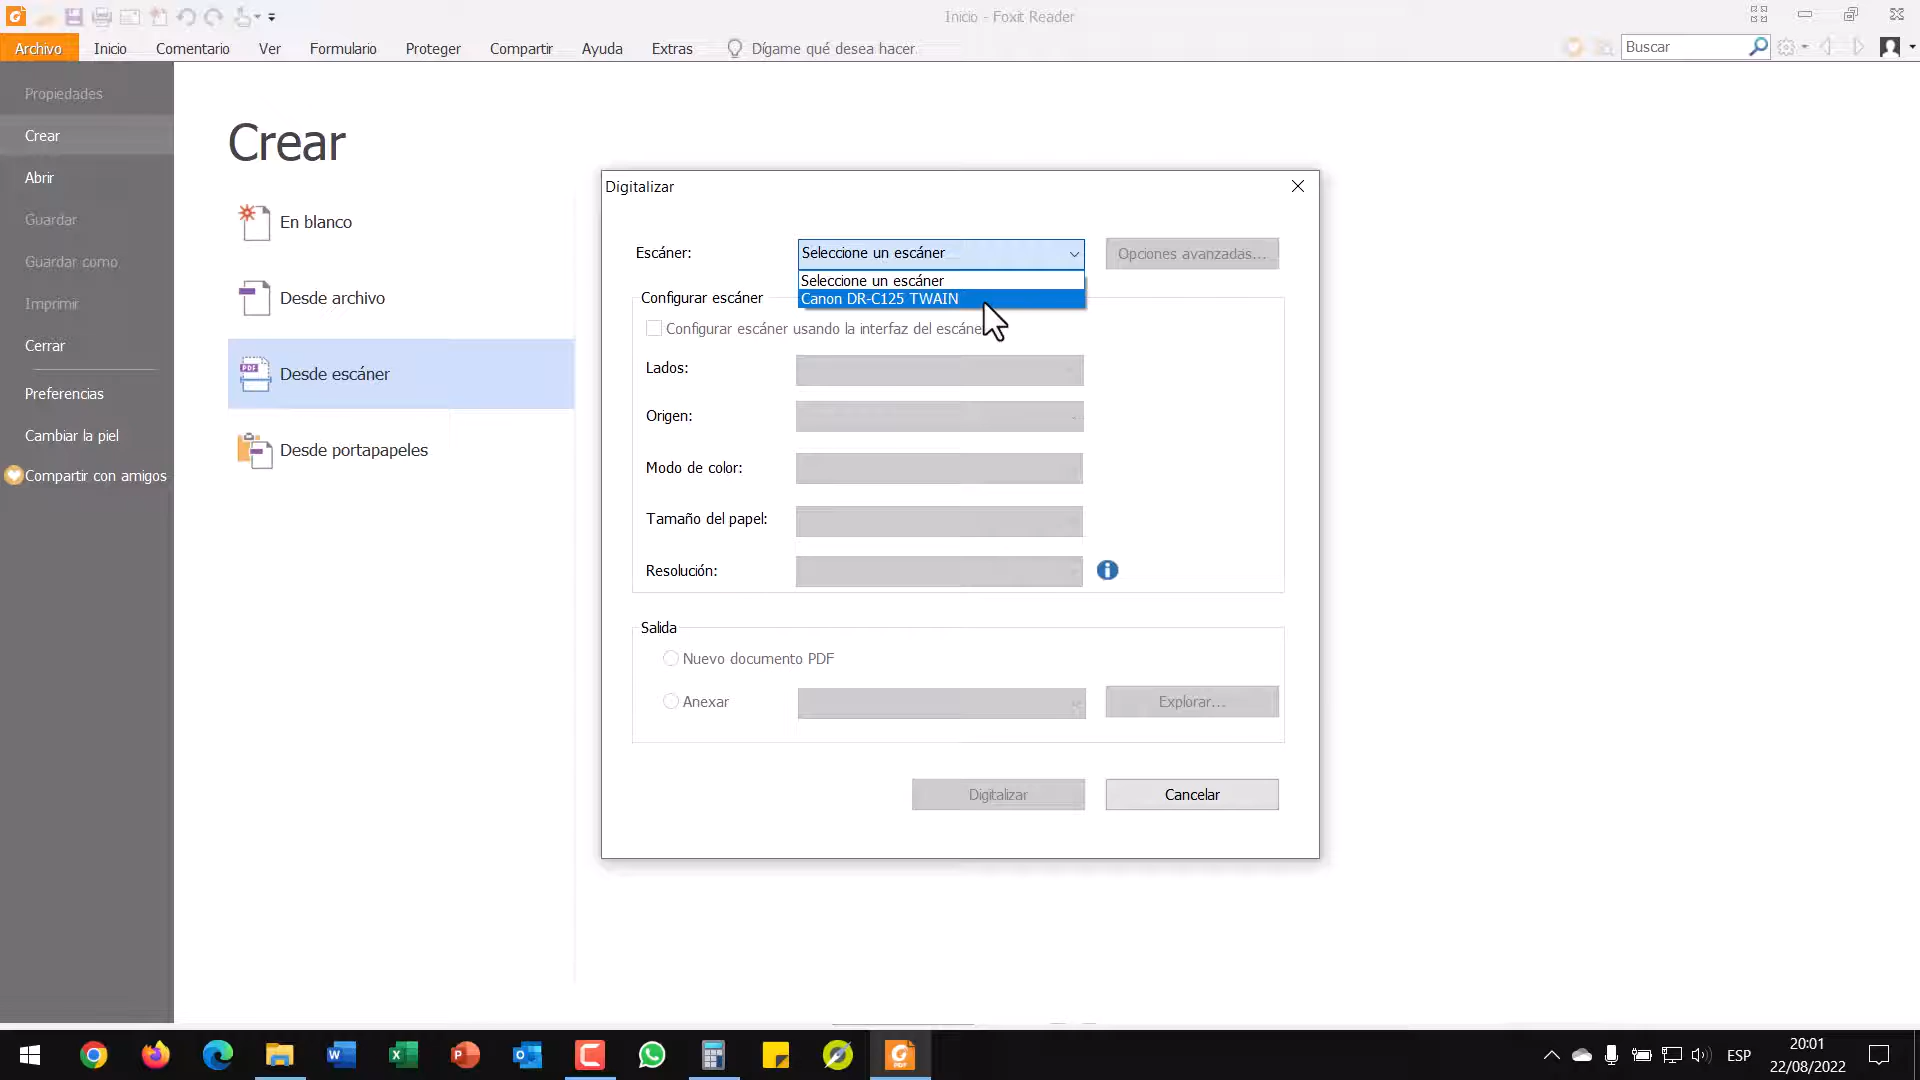 Inicio - Foxit Reader
Archivo Inicio Comentario Ver Formulario Proteger Compartir Ayuda Extras Dígame qué desea hacer. Buscar
Propiedades
Crear
Abrir
Guardar
Guardar como
Imprimir
Cerrar
Preferencias
Cambiar la piel
Compartir con amigos
Crear
En blanco
Desde archivo
PDF Desde escáner
Desde portapapeles
Digitalizar
Escáner: Seleccione un escáner Opciones avanzadas...
Seleccione un escáner
Canon DR-C125 TWAIN
Configurar escáner
Configurar escáner usando la interfaz del escáne
Lados:
Origen:
Modo de color:
Tamaño del papel:
Resolución:
Salida
Nuevo documento PDF
Anexar Explorar...
Digitalizar Cancelar
ESP
20:01
22/08/2022